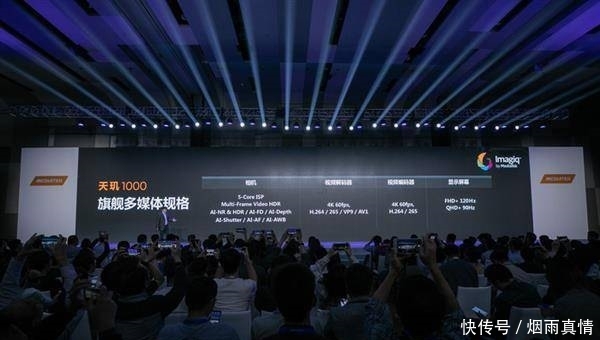 Imagiq
by MediaTek
天玑1000
旗舰多媒体规格
相机
5-Core ISP
Multi-Frame Video HDR
AI-NR & HDR / AI-FD / AI-Depth
AI-Shutter / AI-AF / AI-AWB
视频解码器
4K 60fps,
H.264 / 265 / VP9 / AV1
视频编码器
4K 60fps,
H.264 / 265
显示屏幕
FHD+ 120Hz
QHD+ 90Hz
MEDIATEK
MEDIATEK
快传号 / 烟雨真情